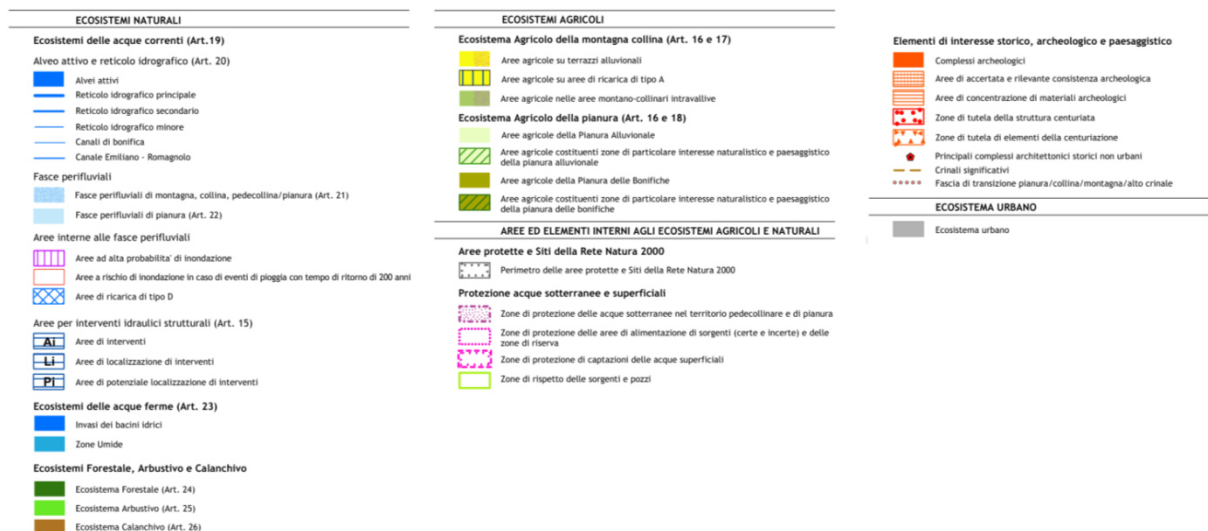 ECOSISTEMI NATURALI
Ecosistemi delle acque correnti (Art.19)
Alveo attivo e reticolo idrografico (Art. 20)
Alvei attivi
Reticolo idrografico principale
Reticolo idrografico secondario
Reticolo idrografico minore
Canali di bonifica
Canale Emiliano - Romagnolo
Fasce perifluviali
Fasce perifluviali di montagna, collina, pedecollina/pianura (Art. 21)
Fasce perifluviali di pianura (Art. 22)
Aree interne alle fasce perifluviali
Aree ad alta probabilita' di inondazione
Aree a rischio di inondazione in caso di eventi di pioggia con tempo di ritorno di 200 anni
Aree di ricarica di tipo D
Aree per interventi idraulici strutturali (Art. 15)
Ai Aree di interventi
Li Aree di localizzazione di interventi
Pi Aree di potenziale localizzazione di interventi
Ecosistemi delle acque ferme (Art. 23)
Invasi dei bacini idrici
Zone Umide
Ecosistemi Forestale, Arbustivo e Calanchivo
Ecosistema Forestale (Art. 24)
Ecosistema Arbustivo (Art. 25)
Ecosistema Calanchivo (Art. 26)
ECOSISTEMI AGRICOLI
Ecosistema Agricolo della montagna collina (Art. 16 e 17)
Aree agricole su terrazzi alluvionali
Aree agricole su aree di ricarica di tipo A
Aree agricole nelle aree montano-collinari intravallive
Ecosistema Agricolo della pianura (Art. 16 e 18)
Aree agricole della Pianura Alluvionale
Aree agricole costituenti zone di particolare interesse naturalistico e paesaggistico
della pianura alluvionale
Aree agricole della Pianura delle Bonifiche
Aree agricole costituenti zone di particolare interesse naturalistico e paesaggistico
della pianura delle bonifiche
AREE ED ELEMENTI INTERNI AGLI ECOSISTEMI AGRICOLI E NATURALI
Aree protette e Siti della Rete Natura 2000
Perimetro delle aree protette e Siti della Rete Natura 2000
Protezione acque sotterranee e superficiali
Zone di protezione delle acque sotterranee nel territorio pedecollinare e di pianura
Zone di protezione delle aree di alimentazione di sorgenti (certe e incerte) e delle
zone di riserva
Zone di protezione di captazioni delle acque superficiali
Zone di rispetto delle sorgenti e pozzi
Elementi di interesse storico, archeologico e paesaggistico
Complessi archeologici
Aree di accertata e rilevante consistenza archeologica
Aree di concentrazione di materiali archeologici
Zone di tutela della struttura centuriata
Zone di tutela di elementi della centuriazione
Principali complessi architettonici storici non urbani
Crinali significativi
Fascia di transizione pianura/collina/montagna/alto crinale
ECOSISTEMA URBANO
Ecosistema urbano